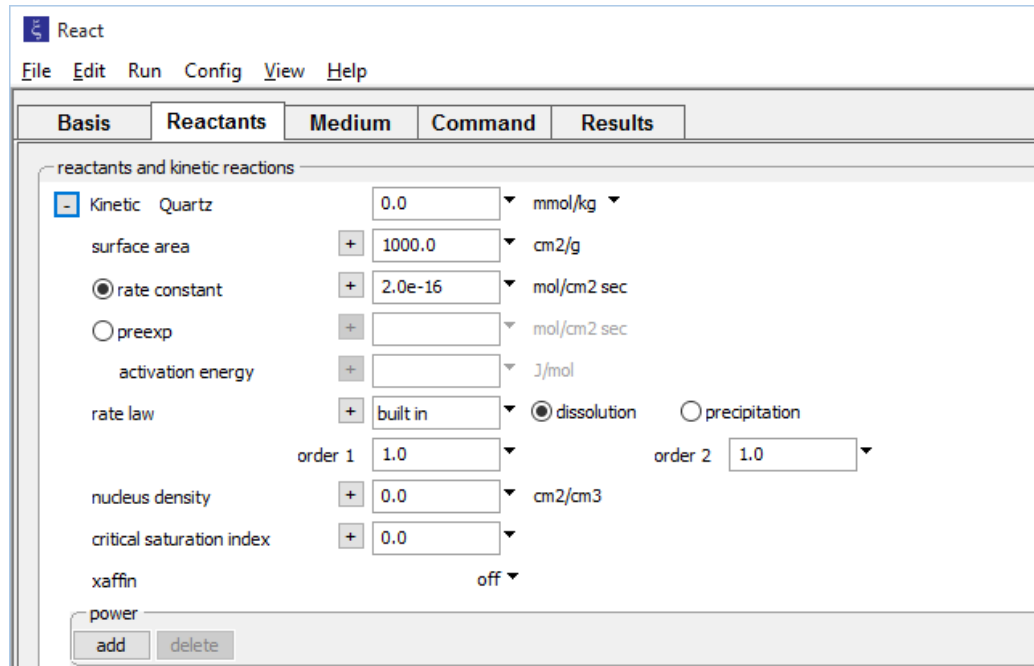 ξ React
File Edit Run Config View Help
Basis Reactants Medium Command Results
reactants and kinetic reactions
- Kinetic Quartz 0.0 mmol/kg
surface area + 1000.0 cm2/g
rate constant + 2.0e-16 mol/cm2 sec
preexp + mol/cm2 sec
activation energy + J/mol
rate law + built in dissolution precipitation
order 1 1.0 order 2 1.0
nucleus density + 0.0 cm2/cm3
critical saturation index + 0.0
xaffin off
power
add delete